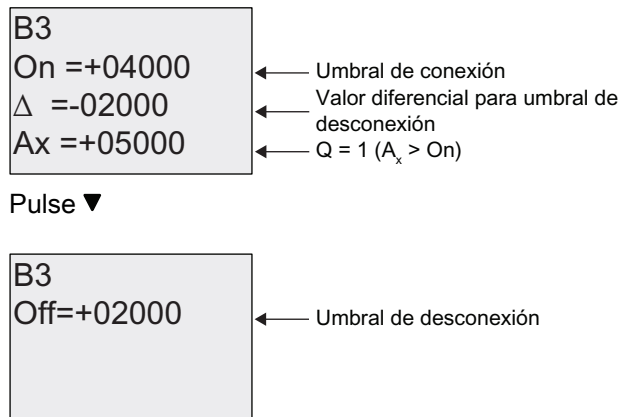 B3
On =+04000
Umbral de conexión
∆ =-02000
Valor diferencial para umbral de
desconexión
Ax =+05000
Q = 1 (Ax > On)
Pulse ▼
B3
Off=+02000
Umbral de desconexión